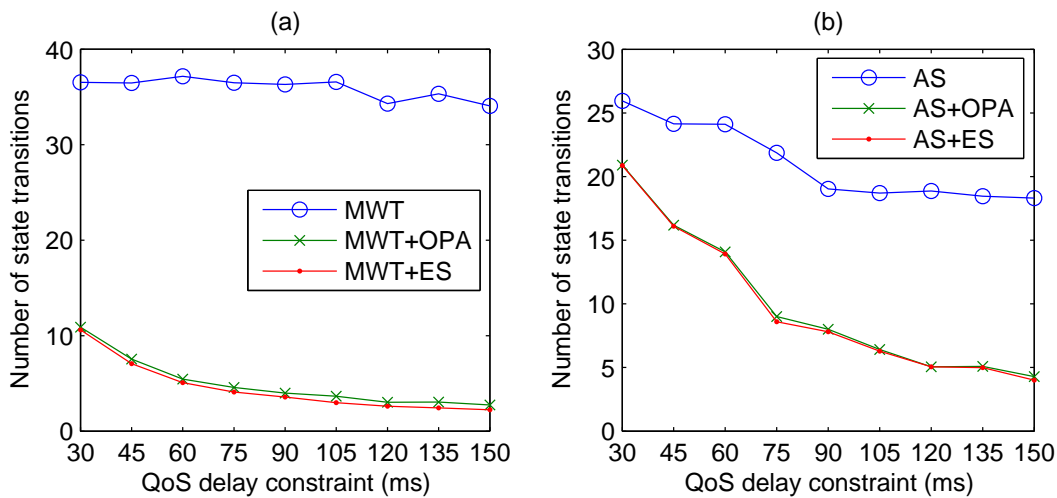 (a)
Number of state transitions
40
30
20
10
0
MWT
MWT+OPA
MWT+ES
30 45 60 75 90 105 120 135 150
QoS delay constraint (ms)
(b)
Number of state transitions
30
25
20
15
10
5
0
AS
AS+OPA
AS+ES
30 45 60 75 90 105 120 135 150
QoS delay constraint (ms)